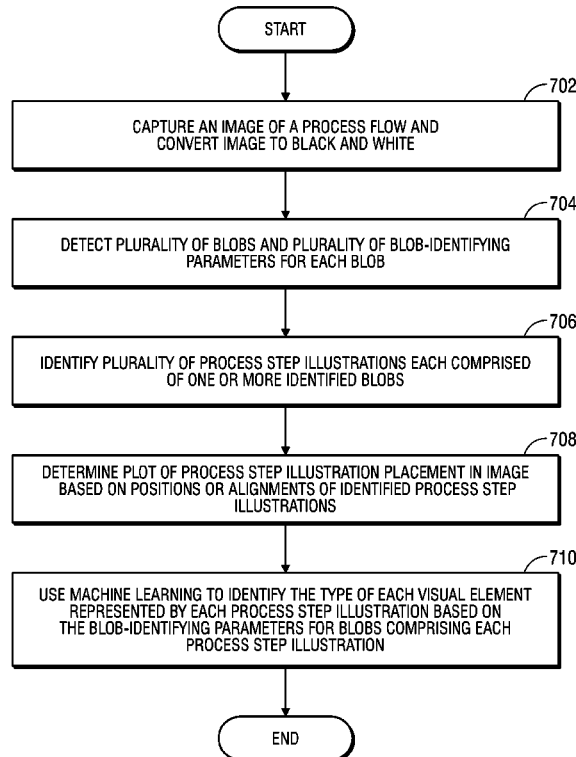 START
702
CAPTURE AN IMAGE OF A PROCESS FLOW AND
CONVERT IMAGE TO BLACK AND WHITE
704
DETECT PLURALITY OF BLOBS AND PLURALITY OF BLOB-IDENTIFYING
PARAMETERS FOR EACH BLOB
706
IDENTIFY PLURALITY OF PROCESS STEP ILLUSTRATIONS EACH COMPRISED
OF ONE OR MORE IDENTIFIED BLOBS
708
DETERMINE PLOT OF PROCESS STEP ILLUSTRATION PLACEMENT IN IMAGE
BASED ON POSITIONS OR ALIGNMENTS OF IDENTIFIED PROCESS STEP
ILLUSTRATIONS
710
USE MACHINE LEARNING TO IDENTIFY THE TYPE OF EACH VISUAL ELEMENT
REPRESENTED BY EACH PROCESS STEP ILLUSTRATION BASED ON
THE BLOB-IDENTIFYING PARAMETERS FOR BLOBS COMPRISING EACH
PROCESS STEP ILLUSTRATION
END